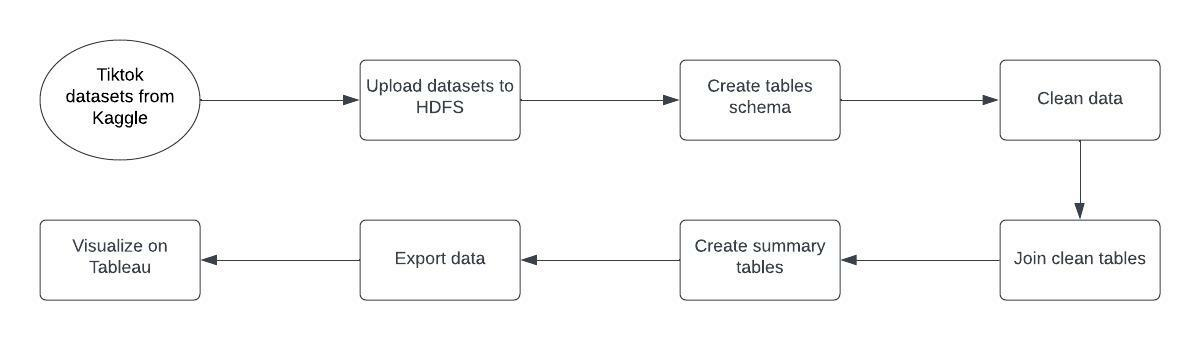 Tiktok
datasets from
Kaggle
Upload datasets to
HDFS
Create tables
schema
Clean data
Visualize on
Tableau
Export data
Create summary
tables
Join clean tables